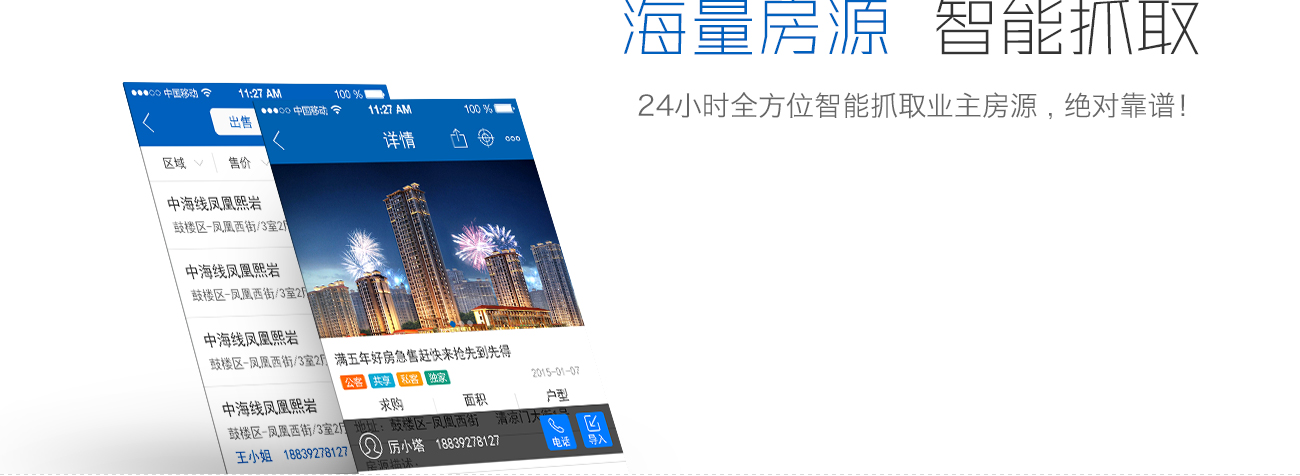 海量房源 智能抓取
24小时全方位智能抓取业主房源，绝对靠谱！
中国移动 11:27 AM 100 %
出售
区域 售价
中海线凤凰熙岩
鼓楼区-凤凰西街/3室2
中海线凤凰熙岩
鼓楼区-凤凰西街/3室2
中海线凤凰熙岩
鼓楼区-凤凰西街/3室2
中海线凤凰熙岩
鼓楼区-凤凰西街/3室2
王小姐 18839278127
中国移动 11:27 AM 100 %
详情
满五年好房急售赶快来抢先到先得
公客 共享 私客 独家 2015-01-07
求购 面积 户型
地址：鼓楼区-凤凰西街 清凉门大街
厉小塔 18839278127 电话 导入
房源描述：